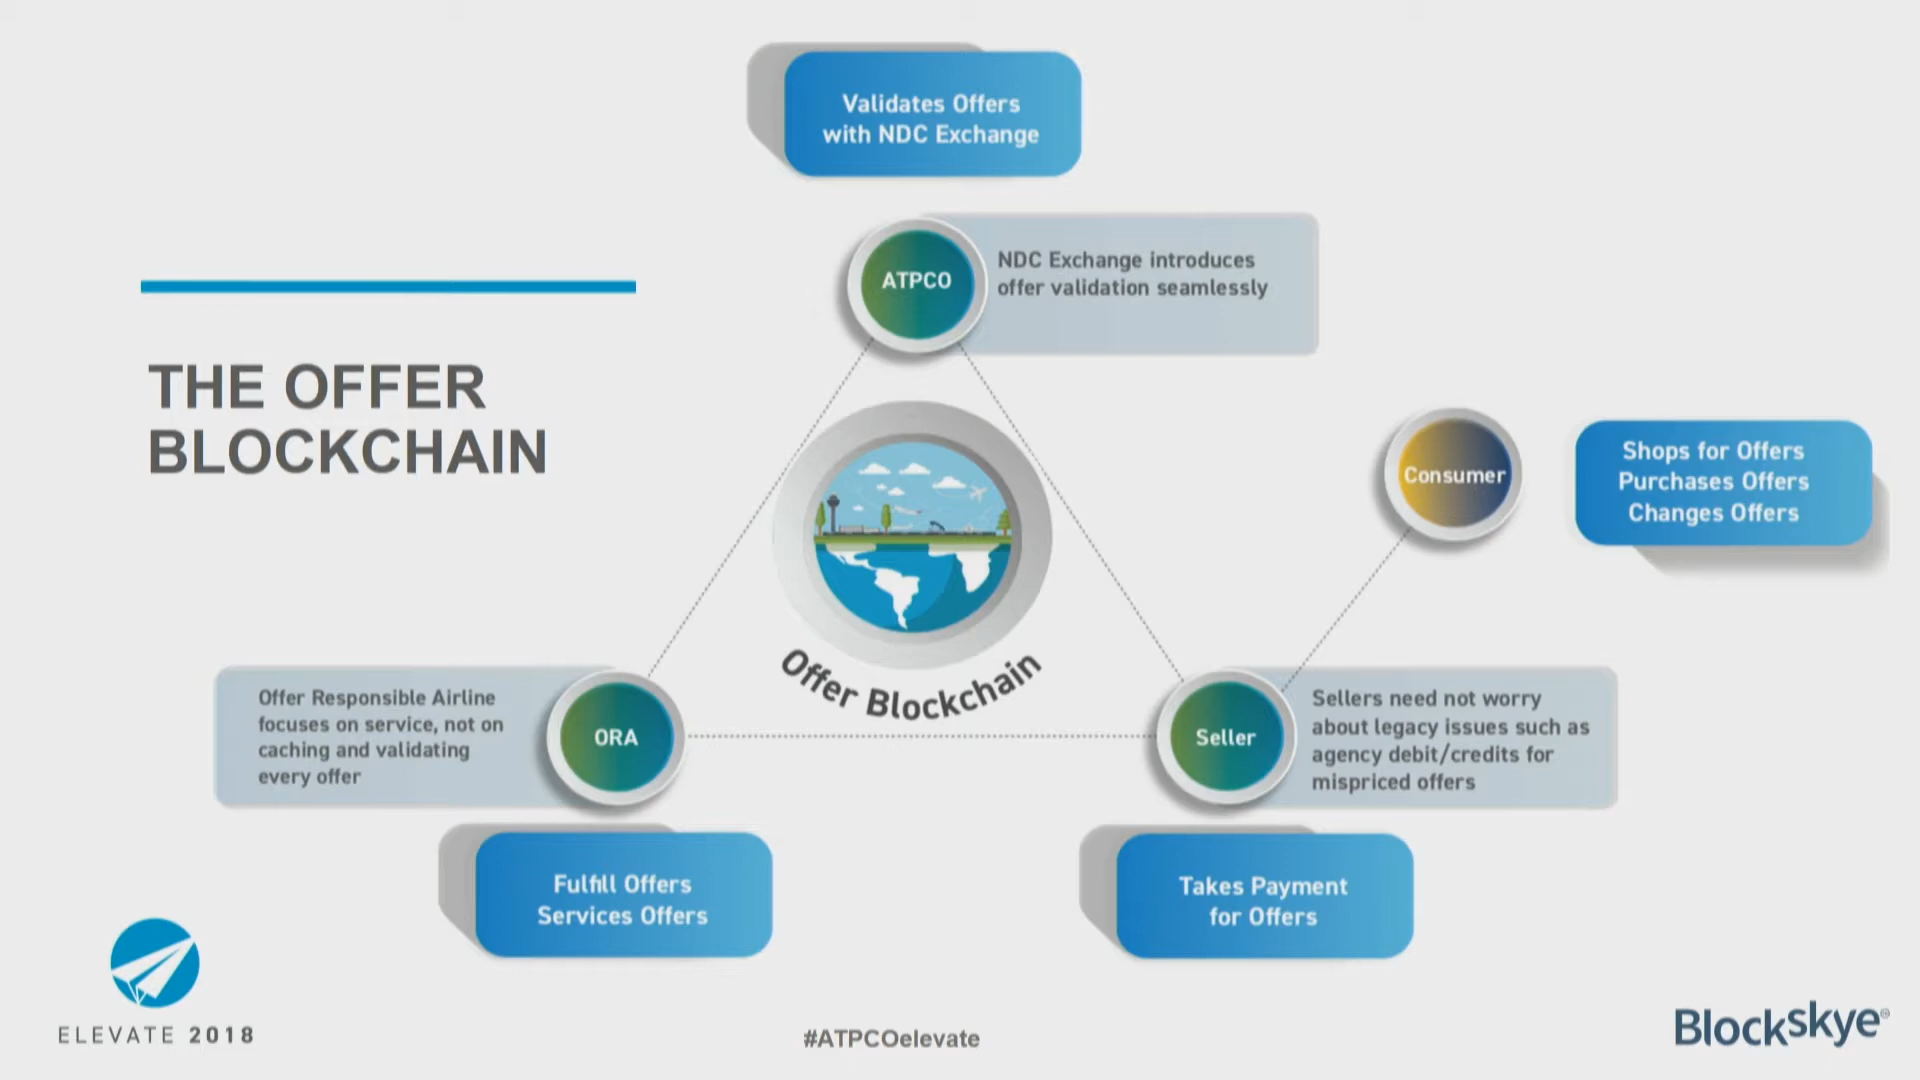 Validates Offers
with NDC Exchange
ATPCO
NDC Exchange introduces
offer validation seamlessly
THE OFFER
BLOCKCHAIN
Consumer
Shops for Offers
Purchases Offers
Changes Offers
Offer Blockchain
Offer Responsible Airline
focuses on service, not on
caching and validating
every offer
ORA
Seller
Sellers need not worry
about legacy issues such as
agency debit/credits for
mispriced offers
Fulfill Offers
Services Offers
Takes Payment
for Offers
ELEVATE 2018
#ATPCOelevate
Blockskye